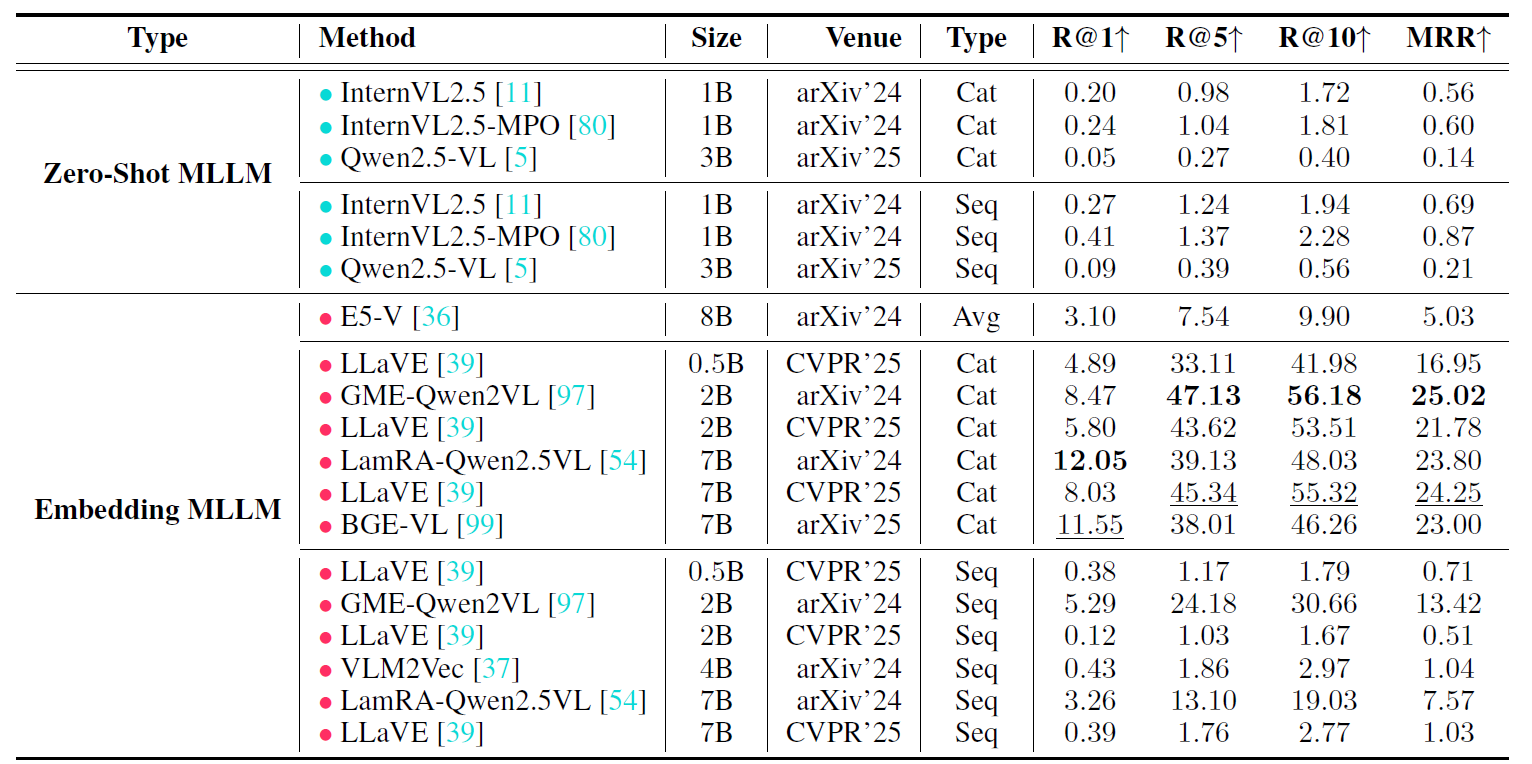 Type Method Size Venue Type R@1↑ R@5↑ R@10↑ MRR↑
• InternVL2.5 [11] 1B arXiv’24 Cat 0.20 0.98 1.72 0.56
• InternVL2.5-MPO [80] 1B arXiv’24 Cat 0.24 1.04 1.81 0.60
• Qwen2.5-VL [5] 3B arXiv’25 Cat 0.05 0.27 0.40 0.14
Zero-Shot MLLM
• InternVL2.5 [11] 1B arXiv’24 Seq 0.27 1.24 1.94 0.69
• InternVL2.5-MPO [80] 1B arXiv’24 Seq 0.41 1.37 2.28 0.87
• Qwen2.5-VL [5] 3B arXiv’25 Seq 0.09 0.39 0.56 0.21
• E5-V [36] 8B arXiv’24 Avg 3.10 7.54 9.90 5.03
• LLaVE [39] 0.5B CVPR’25 Cat 4.89 33.11 41.98 16.95
• GME-Qwen2VL [97] 2B arXiv’24 Cat 8.47 47.13 56.18 25.02
• LLaVE [39] 2B CVPR’25 Cat 5.80 43.62 53.51 21.78
• LamRA-Qwen2.5VL [54] 7B arXiv’24 Cat 12.05 39.13 48.03 23.80
• LLaVE [39] 7B CVPR’25 Cat 8.03 45.34 55.32 24.25
Embedding MLLM
• BGE-VL [99] 7B arXiv’25 Cat 11.55 38.01 46.26 23.00
• LLaVE [39] 0.5B CVPR’25 Seq 0.38 1.17 1.79 0.71
• GME-Qwen2VL [97] 2B arXiv’24 Seq 5.29 24.18 30.66 13.42
• LLaVE [39] 2B CVPR’25 Seq 0.12 1.03 1.67 0.51
• VLM2Vec [37] 4B arXiv’24 Seq 0.43 1.86 2.97 1.04
• LamRA-Qwen2.5VL [54] 7B arXiv’24 Seq 3.26 13.10 19.03 7.57
• LLaVE [39] 7B CVPR’25 Seq 0.39 1.76 2.77 1.03